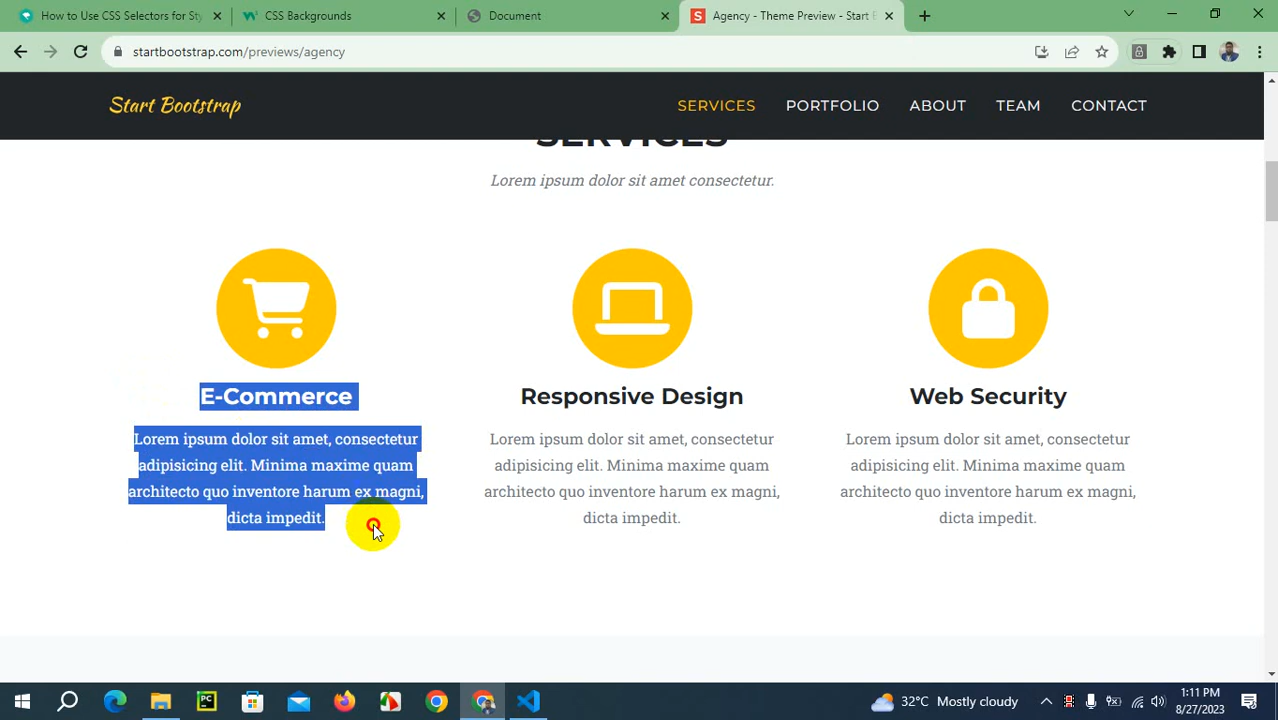 How to Use CSS Selectors for Sty
CSS Backgrounds
Document
Agency - Theme Preview - Start B
startbootstrap.com/previews/agency
Start Bootstrap
SERVICES
PORTFOLIO
ABOUT
TEAM
CONTACT
SERVICES
Lorem ipsum dolor sit amet consectetur.
E-Commerce
Lorem ipsum dolor sit amet, consectetur
adipisicing elit. Minima maxime quam
architecto quo inventore harum ex magni,
dicta impedit.
Responsive Design
Lorem ipsum dolor sit amet, consectetur
adipisicing elit. Minima maxime quam
architecto quo inventore harum ex magni,
dicta impedit.
Web Security
Lorem ipsum dolor sit amet, consectetur
adipisicing elit. Minima maxime quam
architecto quo inventore harum ex magni,
dicta impedit.
32°C Mostly cloudy
1:11 PM
8/27/2023